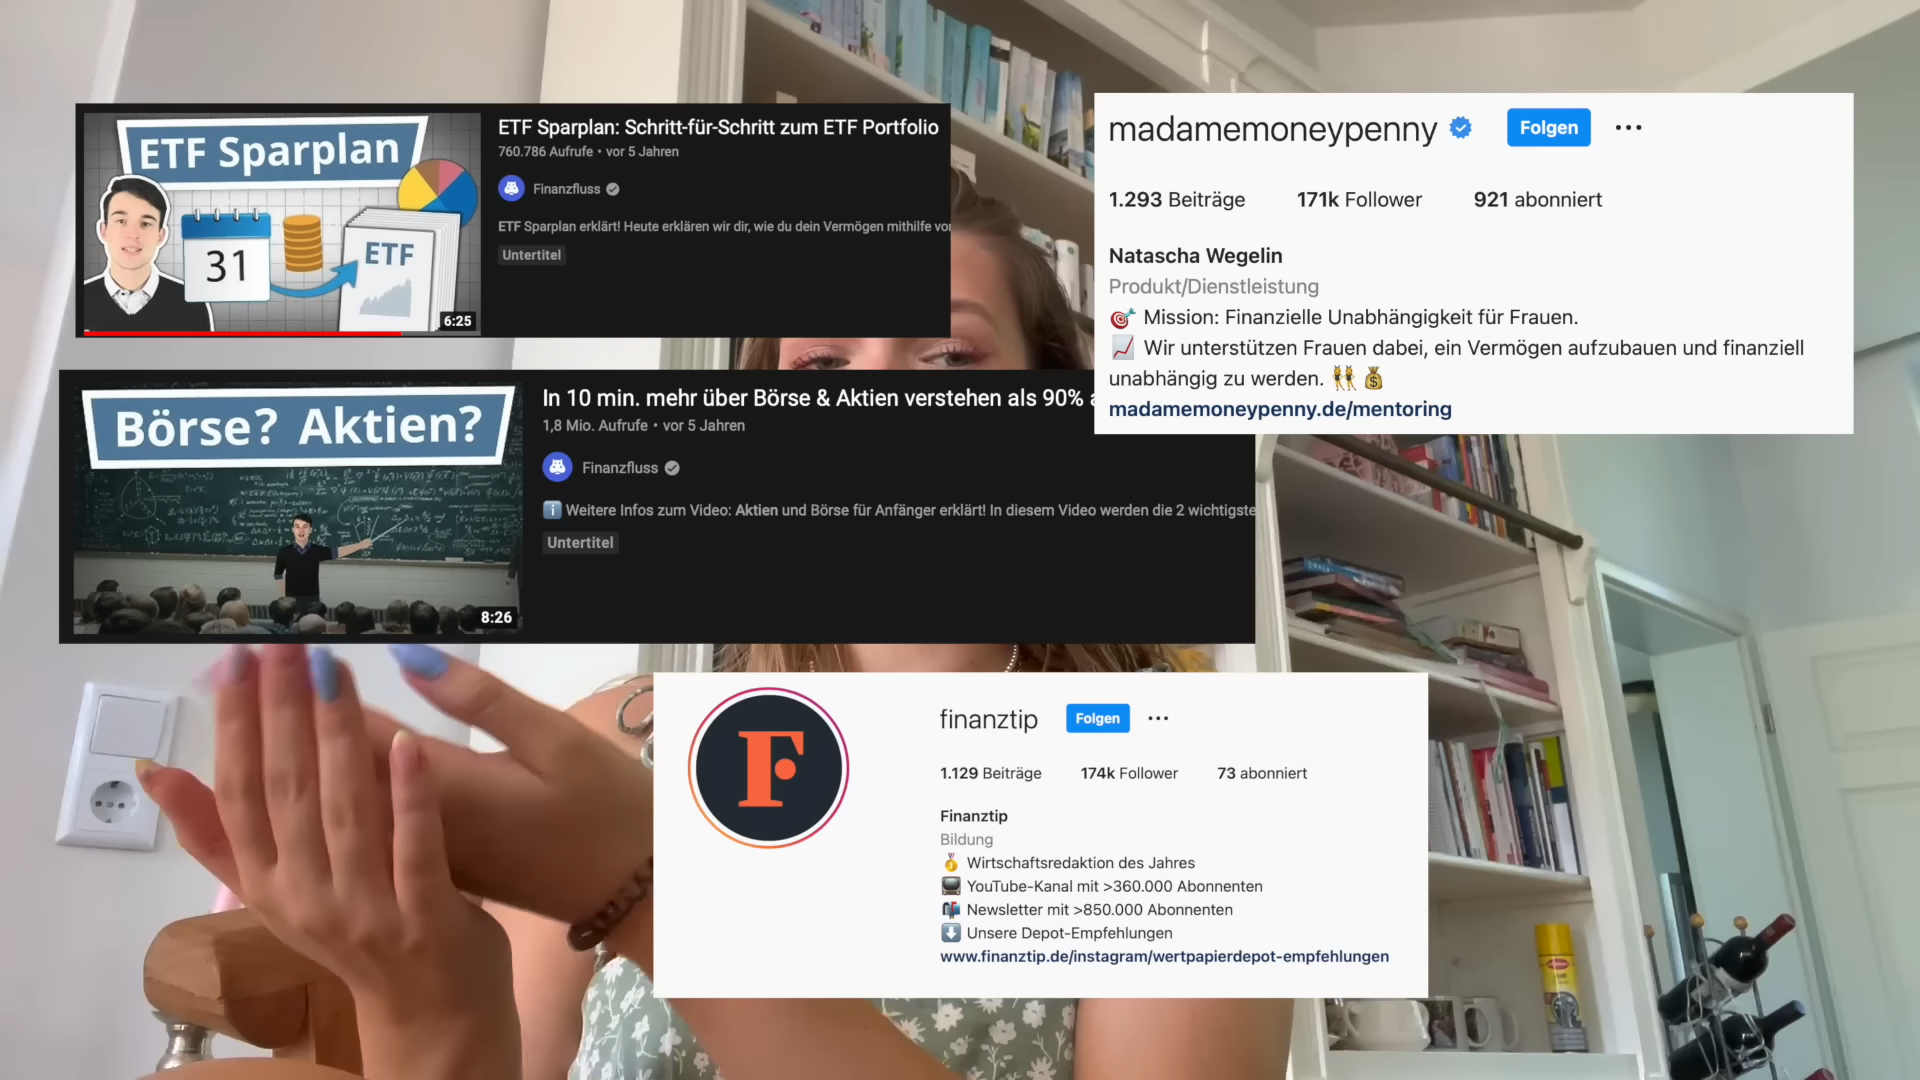 ETF Sparplan
31
ETF
6:25
ETF Sparplan: Schritt-für-Schritt zum ETF Portfolio
760.786 Aufrufe • vor 5 Jahren
Finanzfluss
ETF Sparplan erklärt! Heute erklären wir dir, wie du dein Vermögen mithilfe
Untertitel
Börse? Aktien?
8:26
In 10 min. mehr über Börse & Aktien verstehen als 90%
1,8 Mio. Aufrufe • vor 5 Jahren
Finanzfluss
Weitere Infos zum Video: Aktien und Börse für Anfänger erklärt! In diesem Video werden die 2 wichtigste
Untertitel
madamemoneypenny
Folgen
1.293 Beiträge 171k Follower 921 abonniert
Natascha Wegelin
Produkt/Dienstleistung
🎯 Mission: Finanzielle Unabhängigkeit für Frauen.
📈 Wir unterstützen Frauen dabei, ein Vermögen aufzubauen und finanziell
unabhängig zu werden. 👯💰
madamemoneypenny.de/mentoring
F
finanztip
Folgen
1.129 Beiträge 174k Follower 73 abonniert
Finanztip
Bildung
🥇 Wirtschaftsredaktion des Jahres
📺 YouTube-Kanal mit >360.000 Abonnenten
📬 Newsletter mit >850.000 Abonnenten
⬇️ Unsere Depot-Empfehlungen
www.finanztip.de/instagram/wertpapierdepot-empfehlungen